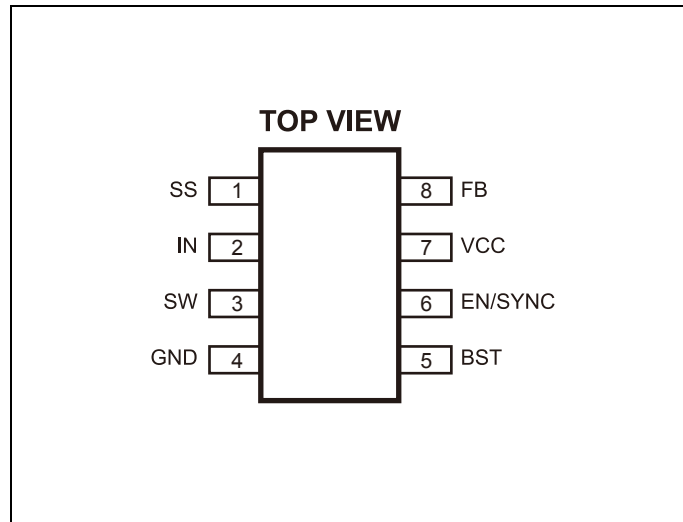 TOP VIEW
SS 1 8 FB
IN 2 7 VCC
SW 3 6 EN/SYNC
GND 4 5 BST